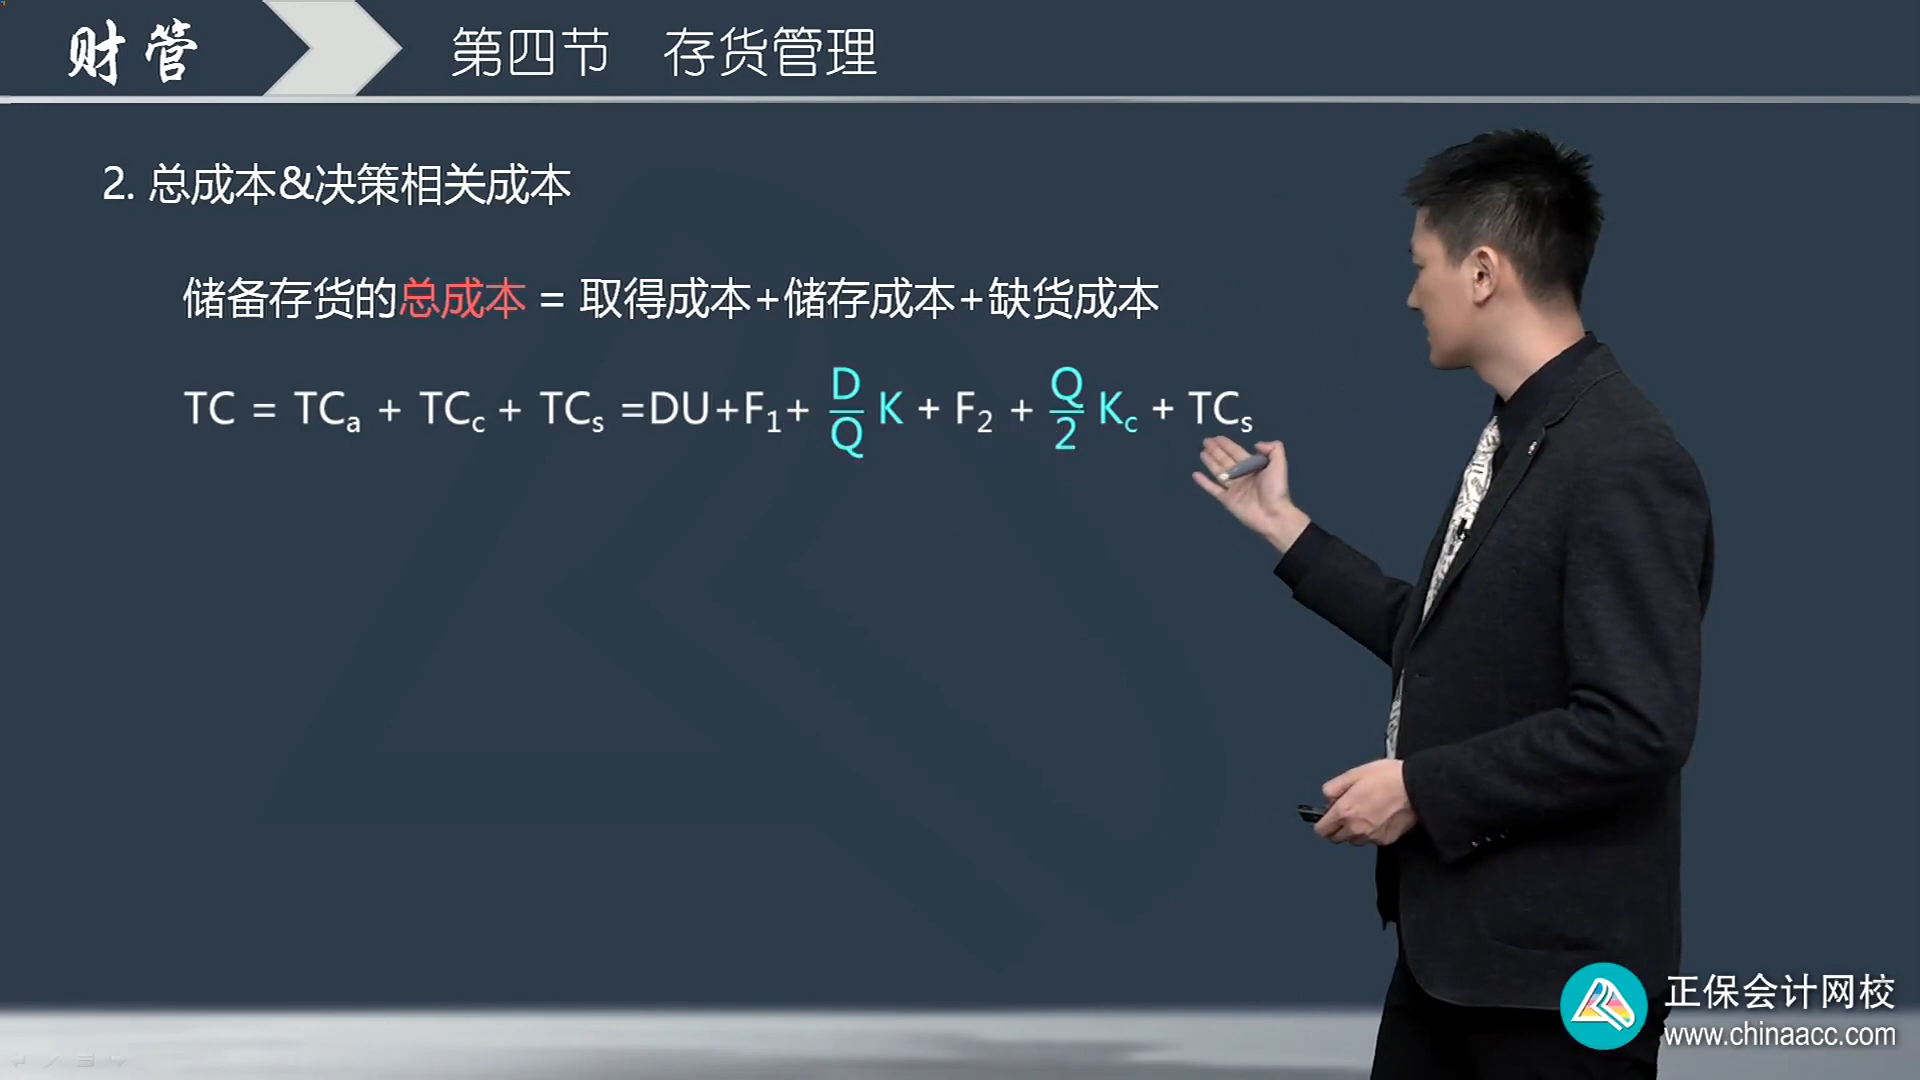 财管
第四节 存货管理
2. 总成本&决策相关成本
储备存货的总成本 = 取得成本+储存成本+缺货成本
TC = TCₐ + TC꜀ + TCₛ =DU+F₁+ D/Q K + F₂ + Q/2 K꜀ + TCₛ
正保会计网校
www.chinaacc.com